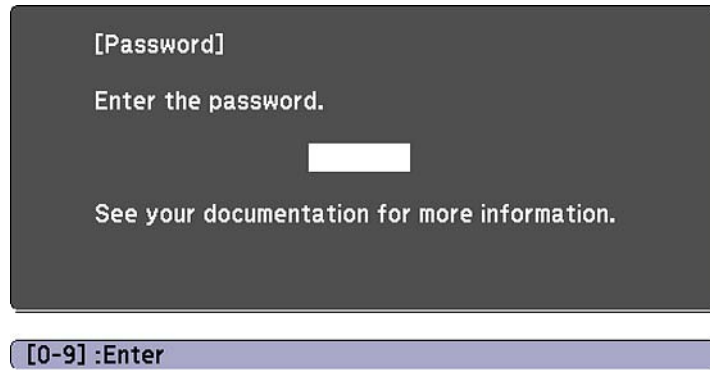 [Password]
Enter the password.
See your documentation for more information.
[0-9] :Enter